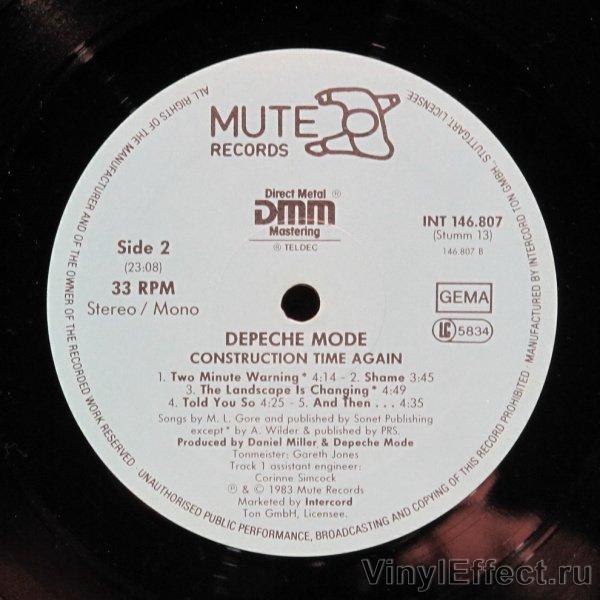 MUTE
RECORDS
Direct Metal ®
DMM
Mastering
® TELDEC
Side 2
(23:08)
33 RPM
Stereo / Mono
INT 146.807
(Stumm 13)
146.807 B
GEMA
LC 5834
DEPECHE MODE
CONSTRUCTION TIME AGAIN
1. Two Minute Warning* 4:14 - 2. Shame 3:45
3. The Landscape Is Changing* 4:49
4. Told You So 4:25 - 5. And Then . . . 4:35
Songs by M. L. Gore and published by Sonet Publishing
except* by A. Wilder & published by PRS.
Produced by Daniel Miller & Depeche Mode
Tonmeister: Gareth Jones
Track 1 assistant engineer:
Corinne Simcock
℗ & © 1983 Mute Records
Marketed by Intercord
Ton GmbH, Licensee.
ALL RIGHTS OF THE MANUFACTURER AND OF THE OWNER OF THE RECORDED WORK RESERVED
UNAUTHORISED PUBLIC PERFORMANCE, BROADCASTING AND COPYING OF THIS RECORD PROHIBITED
MANUFACTURED BY INTERCORD TON GMBH, STUTTGART, LICENSEE.
VinylEffect.ru